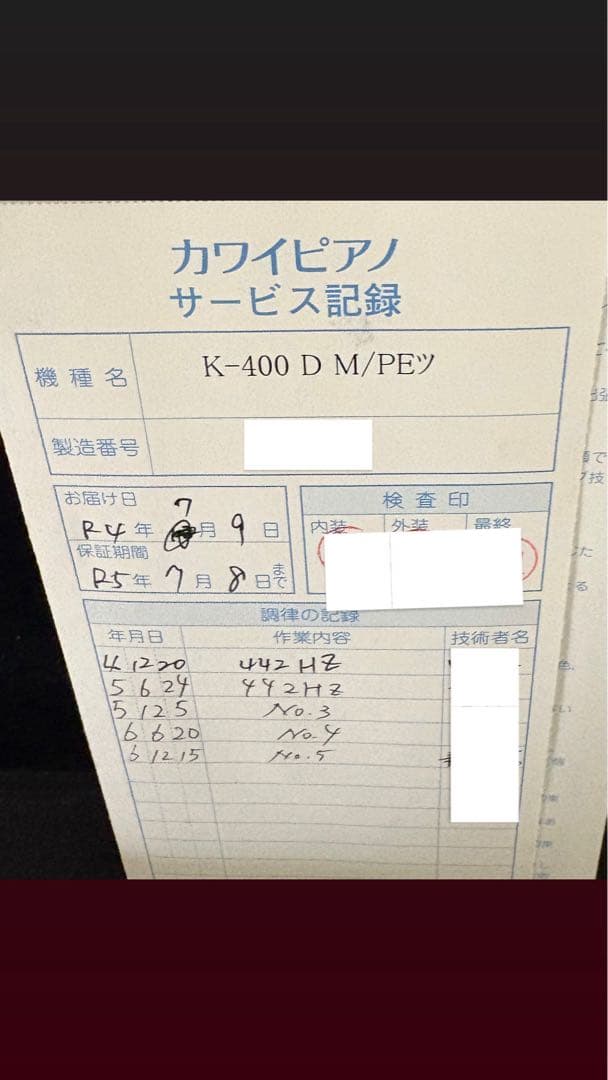 カワイピアノ
サービス記録
機種名 K-400 D M/PEツ
製造番号
お届け日 検査印
R4年7月9日 内装 外装 最終
保証期間
R5年7月8日まで
調律の記録
年月日 作業内容 技術者名
4 12 20 442HZ
5 6 24 442HZ
5 12 5 No.3
6 6 20 No.4
6 12 15 No.5